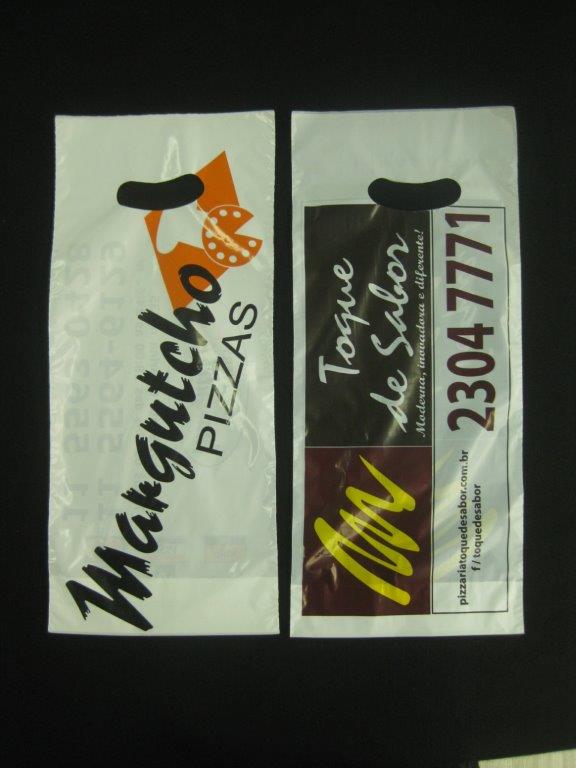 Margutcho
PIZZAS
Toque
de Sabor
Moderna, inovadora e diferente!
2304 7771
pizzariatoquedesabor.com.br
f / toquedesabor